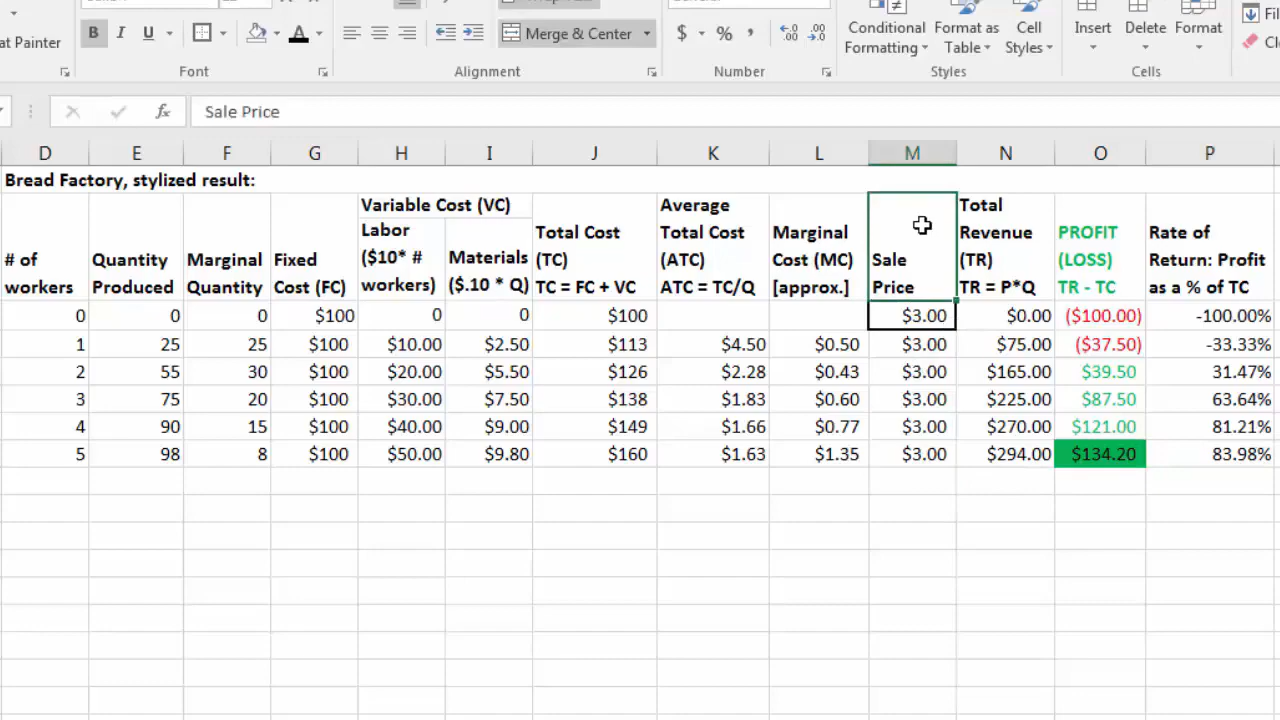 at Painter
B I U A
Merge & Center
$ % ,
Conditional Format as Cell
Formatting Table Styles
Insert Delete Format
Font Alignment Number Styles Cells
fx Sale Price
D E F G H I J K L M N O P
Bread Factory, stylized result:
# of
workers
Quantity
Produced
Marginal
Quantity
Fixed
Cost (FC)
Variable Cost (VC)
Labor
($10* #
workers)
Materials
($.10 * Q)
Total Cost
(TC)
TC = FC + VC
Average
Total Cost
(ATC)
ATC = TC/Q
Marginal
Cost (MC)
[approx.]
Sale
Price
Total
Revenue
(TR)
TR = P*Q
PROFIT
(LOSS)
TR - TC
Rate of
Return: Profit
as a % of TC
0 0 0 $100 0 0 $100 $3.00 $0.00 ($100.00) -100.00%
1 25 25 $100 $10.00 $2.50 $113 $4.50 $0.50 $3.00 $75.00 ($37.50) -33.33%
2 55 30 $100 $20.00 $5.50 $126 $2.28 $0.43 $3.00 $165.00 $39.50 31.47%
3 75 20 $100 $30.00 $7.50 $138 $1.83 $0.60 $3.00 $225.00 $87.50 63.64%
4 90 15 $100 $40.00 $9.00 $149 $1.66 $0.77 $3.00 $270.00 $121.00 81.21%
5 98 8 $100 $50.00 $9.80 $160 $1.63 $1.35 $3.00 $294.00 $134.20 83.98%